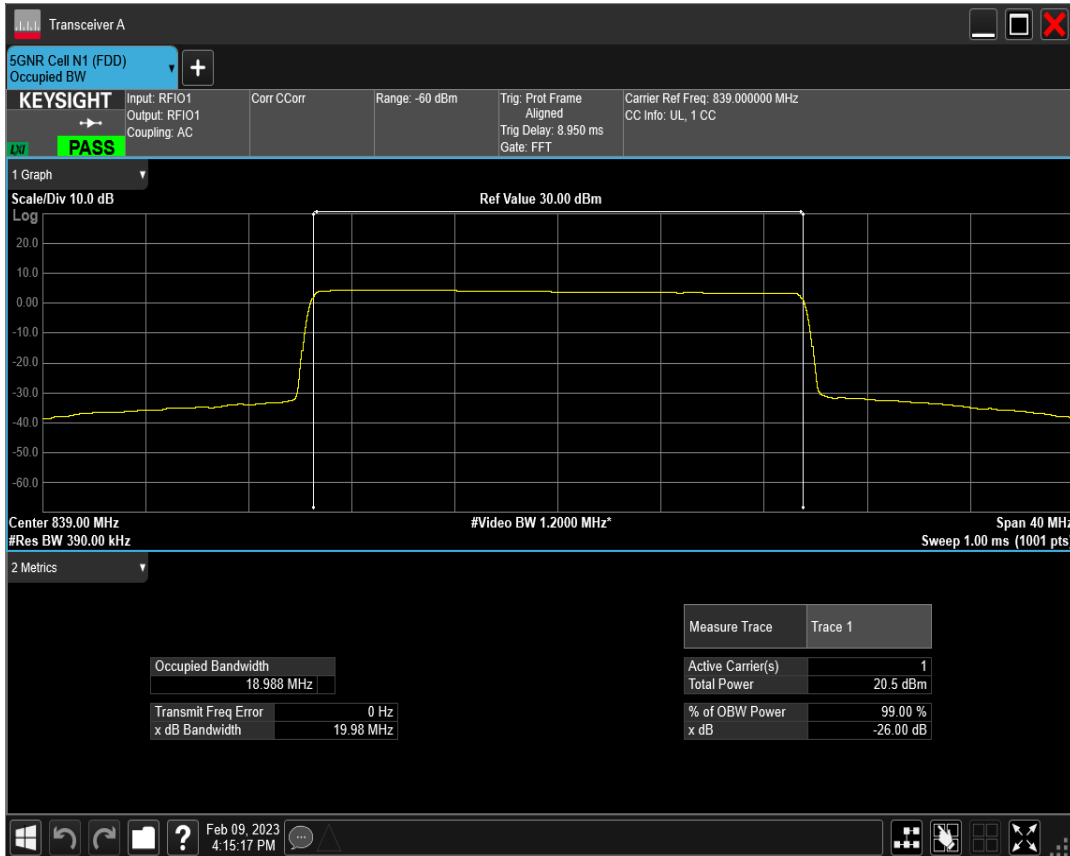 Transceiver A
5GNR Cell N1 (FDD)
Occupied BW
+
KEYSIGHT
LXI
PASS
Input: RFIO1
Output: RFIO1
Coupling: AC
Corr CCorr
Range: -60 dBm
Trig: Prot Frame
Aligned
Trig Delay: 8.950 ms
Gate: FFT
Carrier Ref Freq: 839.000000 MHz
CC Info: UL, 1 CC
1 Graph
Scale/Div 10.0 dB
Ref Value 30.00 dBm
Log
20.0
10.0
0.00
-10.0
-20.0
-30.0
-40.0
-50.0
-60.0
Center 839.00 MHz
#Video BW 1.2000 MHz*
Span 40 MHz
#Res BW 390.00 kHz
Sweep 1.00 ms (1001 pts)
2 Metrics
Measure Trace Trace 1
Occupied Bandwidth
18.988 MHz
Transmit Freq Error 0 Hz
x dB Bandwidth 19.98 MHz
Active Carrier(s) 1
Total Power 20.5 dBm
% of OBW Power 99.00 %
x dB -26.00 dB
?
Feb 09, 2023
4:15:17 PM